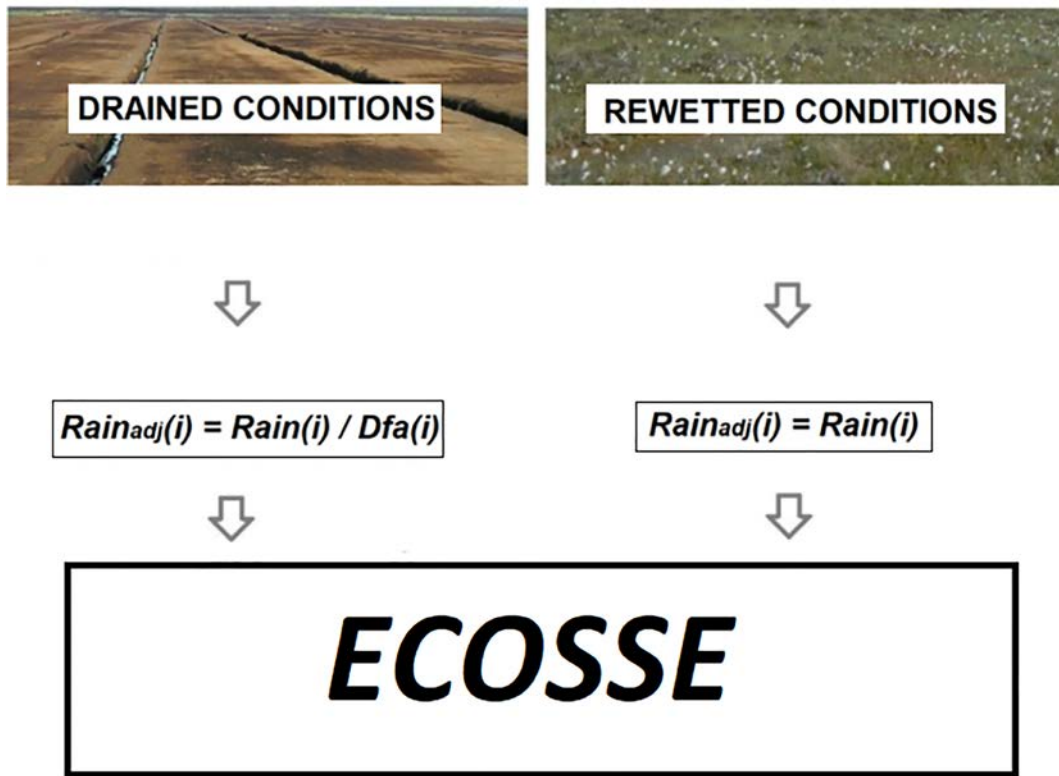 DRAINED CONDITIONS
REWETTED CONDITIONS
Rainadj(i) = Rain(i) / Dfa(i)
Rainadj(i) = Rain(i)
ECOSSE